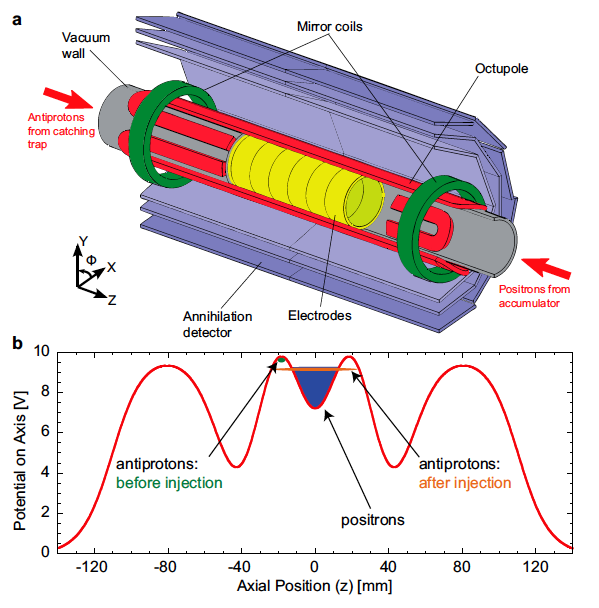 a
Mirror coils
Vacuum
wall
Octupole
Antiprotons
from catching
trap
Y
Φ
X
Z
Positrons from
accumulator
Annihilation
detector
Electrodes
b
Potential on Axis [V]
10
8
6
4
2
0
antiprotons:
before injection
antiprotons:
after injection
positrons
-120
-80
-40
0
40
80
120
Axial Position (z) [mm]